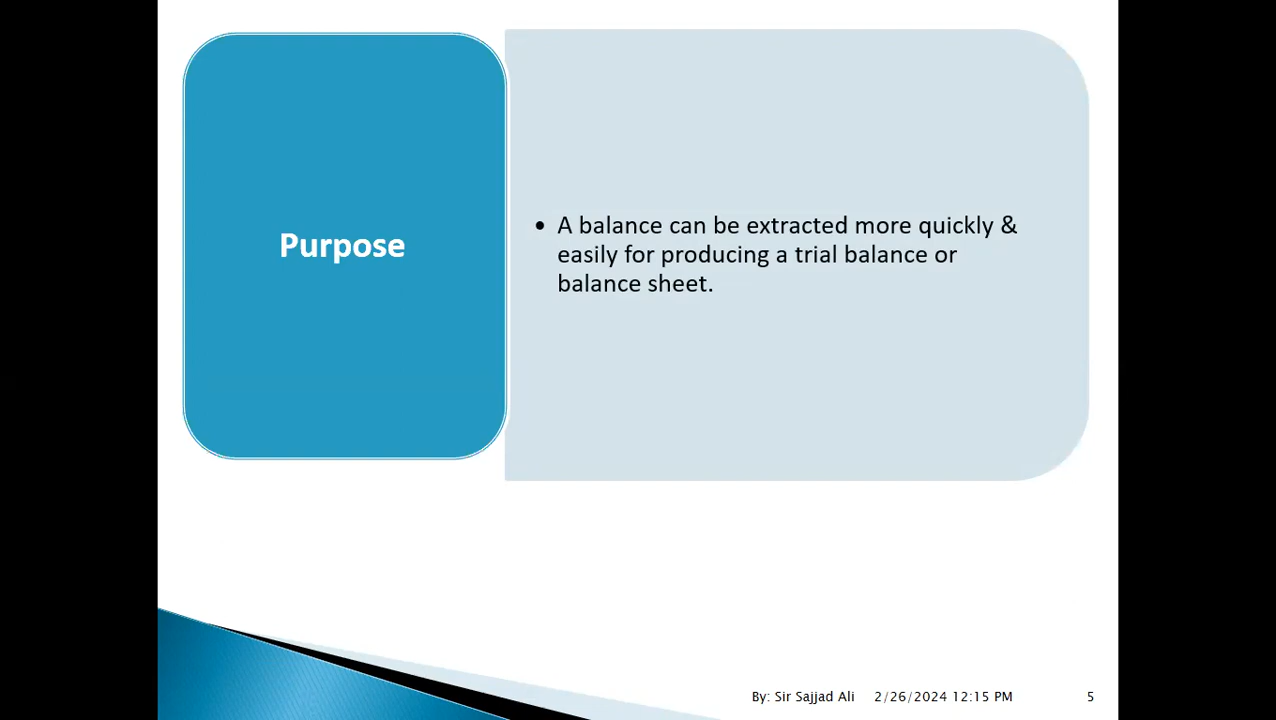 Purpose
• A balance can be extracted more quickly &
easily for producing a trial balance or
balance sheet.
By: Sir Sajjad Ali 2/26/2024 12:15 PM 5